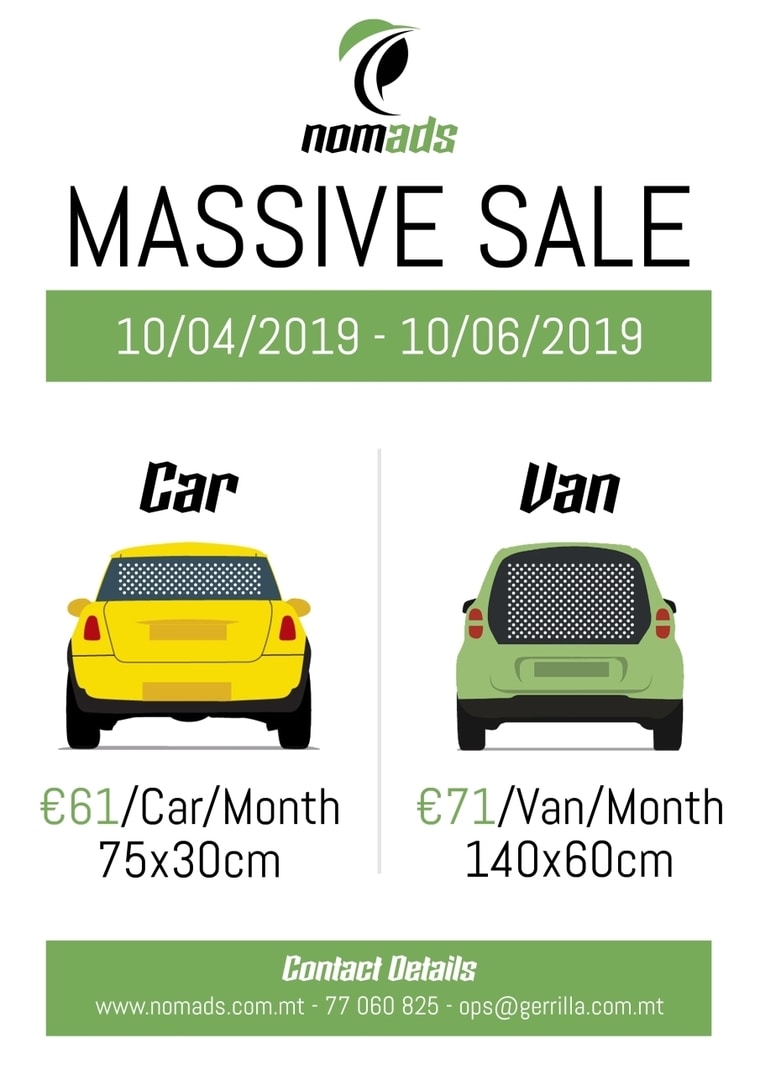 nomads
MASSIVE SALE
10/04/2019 - 10/06/2019
Car
Van
€61/Car/Month
75x30cm
€71/Van/Month
140x60cm
Contact Details
www.nomads.com.mt - 77 060 825 - ops@gerrilla.com.mt